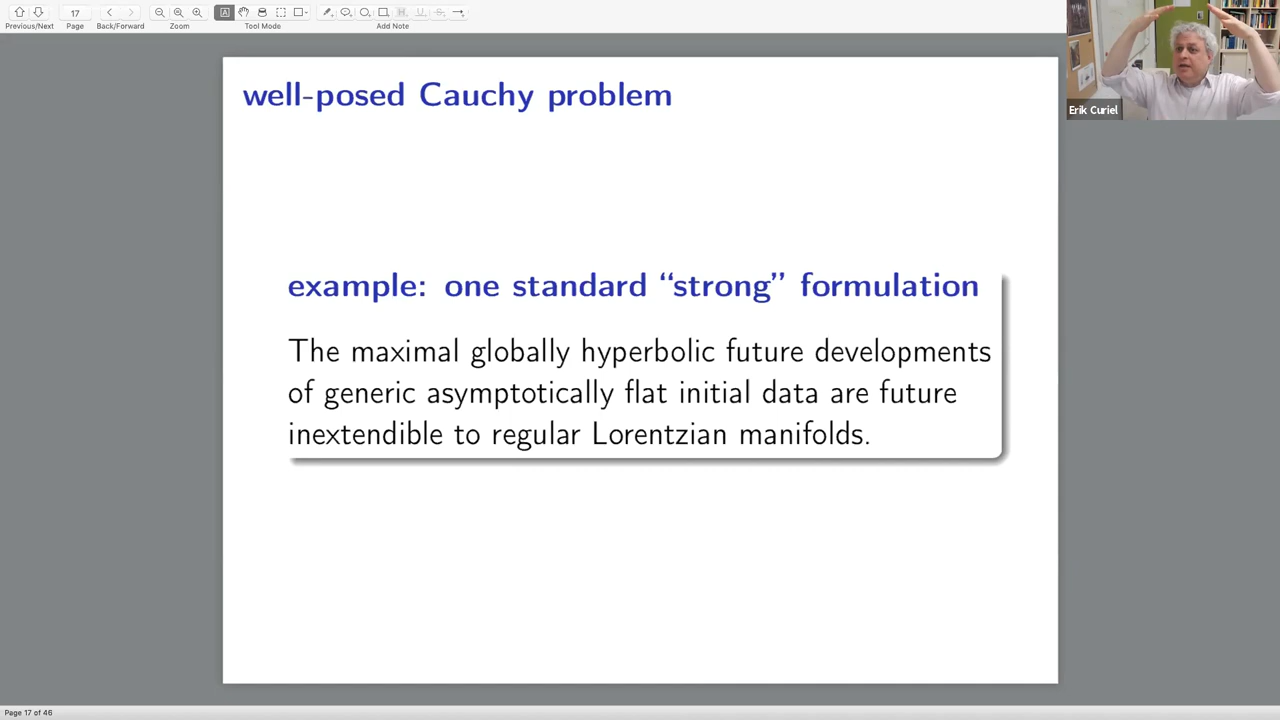 17
Previous/Next
Page
Back/Forward
Zoom
Tool Mode
Add Note
Erik Curiel
well-posed Cauchy problem
example: one standard “strong” formulation
The maximal globally hyperbolic future developments
of generic asymptotically flat initial data are future
inextendible to regular Lorentzian manifolds.
Page 17 of 46